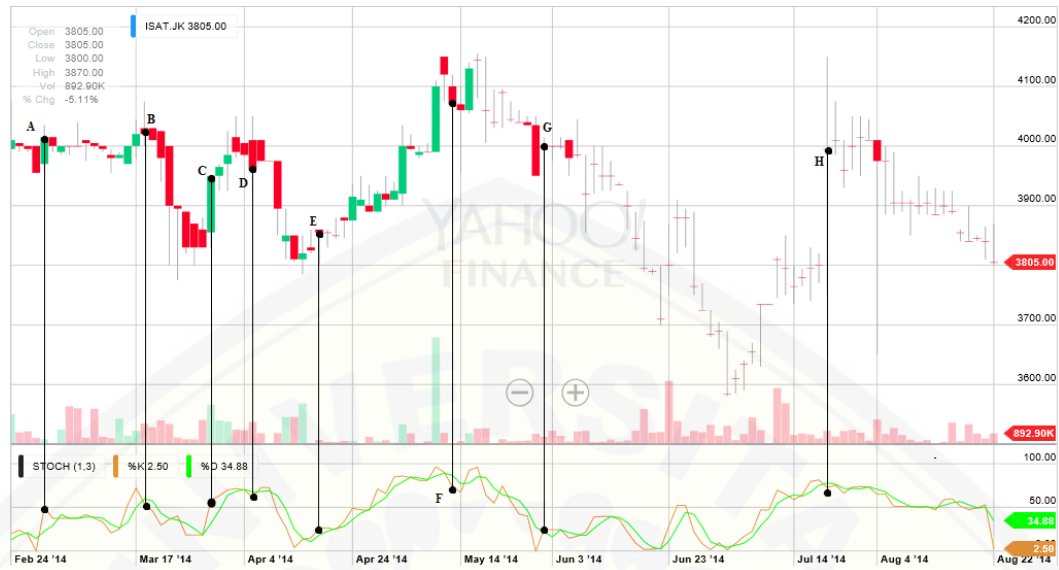 Open 3805.00
Close 3805.00
Low 3800.00
High 3870.00
Vol 892.90K
% Chg -5.11%
ISAT.JK 3805.00
4200.00
4100.00
4000.00
3900.00
3805.00
3700.00
3600.00
A
B
C
D
E
F
G
H
YAHOO!
FINANCE
892.90K
STOCH (1,3)
%K 2.50
%D 34.88
100.00
50.00
34.88
2.50
Feb 24 '14
Mar 17 '14
Apr 4 '14
Apr 24 '14
May 14 '14
Jun 3 '14
Jun 23 '14
Jul 14 '14
Aug 4 '14
Aug 22 '14